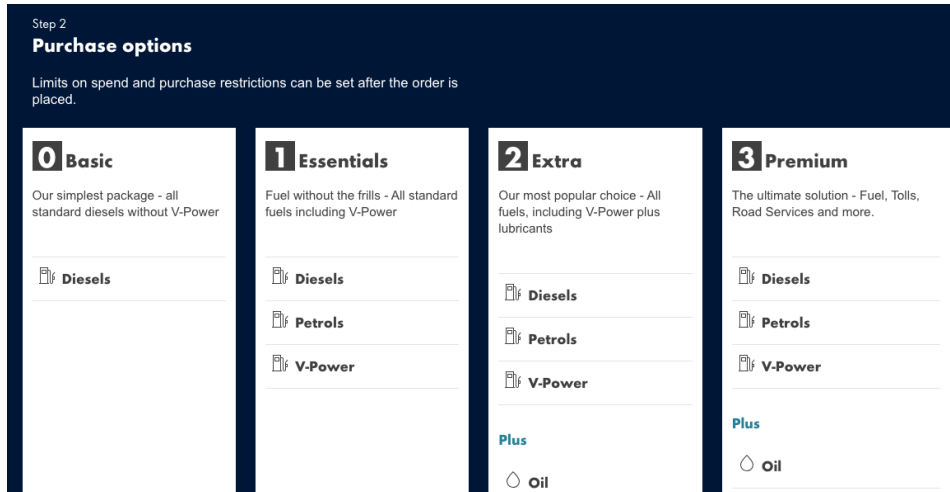 Step 2
Purchase options
Limits on spend and purchase restrictions can be set after the order is
placed.
0 Basic
Our simplest package - all
standard diesels without V-Power
Diesels
1 Essentials
Fuel without the frills - All standard
fuels including V-Power
Diesels
Petrols
V-Power
2 Extra
Our most popular choice - All
fuels, including V-Power plus
lubricants
Diesels
Petrols
V-Power
Plus
Oil
3 Premium
The ultimate solution - Fuel, Tolls,
Road Services and more.
Diesels
Petrols
V-Power
Plus
Oil